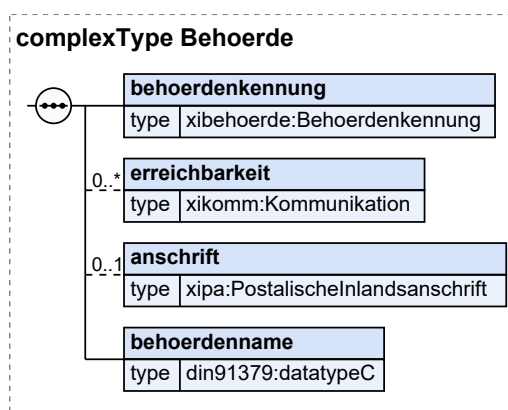 complexType Behoerde
behoerdenkennung
type xibehoerde:Behoerdenkennung
0..* erreichbarkeit
type xikomm:Kommunikation
0..1 anschrift
type xipa:PostalischeInlandsanschrift
behoerdenname
type din91379:datatypeC